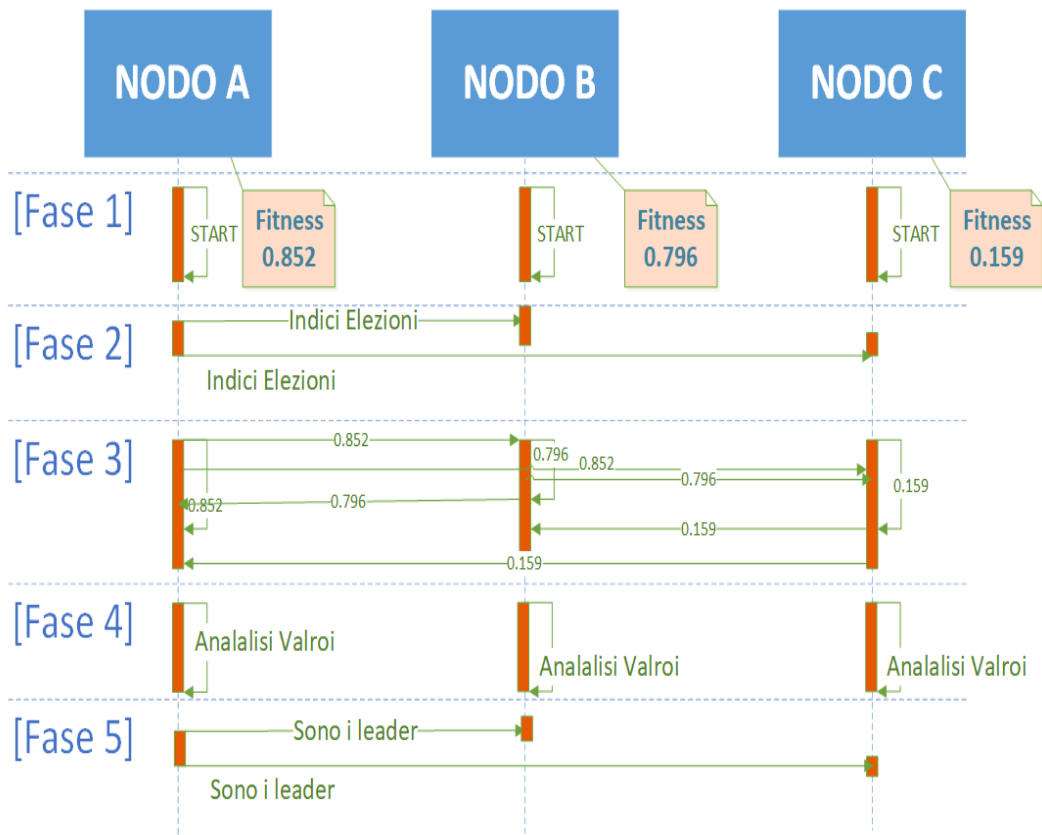 NODO A
NODO B
NODO C
[Fase 1]
START
Fitness
0.852
START
Fitness
0.796
START
Fitness
0.159
[Fase 2]
Indici Elezioni
Indici Elezioni
[Fase 3]
0.852
0.796
0.852
0.796
0.159
0.852
0.796
0.159
0.159
[Fase 4]
Analalisi Valroi
Analalisi Valroi
Analalisi Valroi
[Fase 5]
Sono i leader
Sono i leader